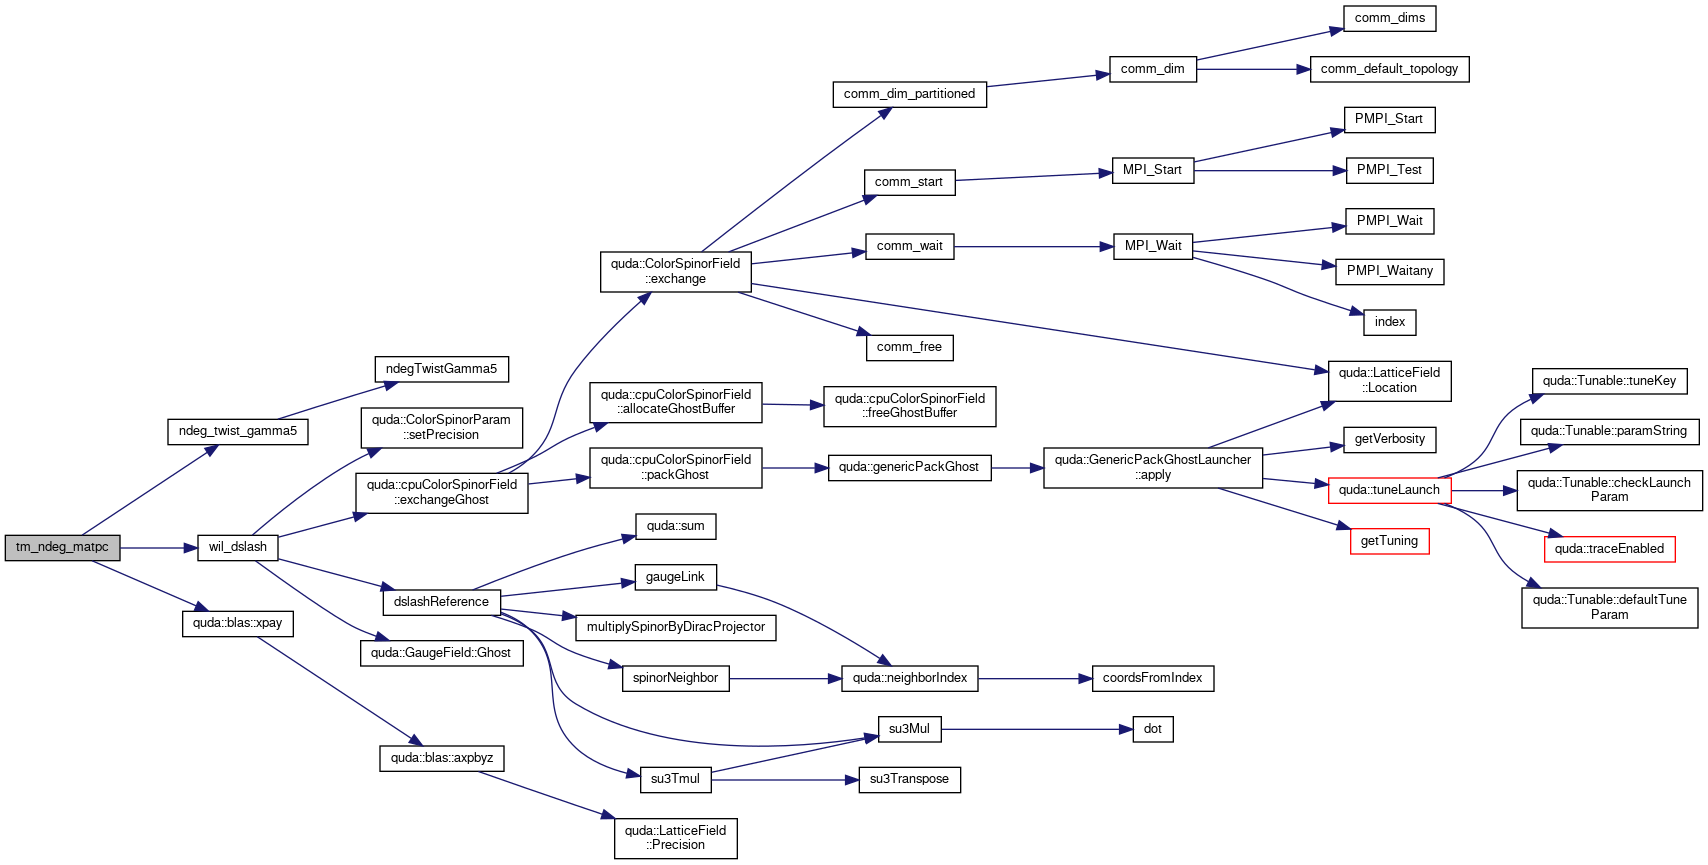 comm_dims
comm_dim
comm_default_topology
comm_dim_partitioned
PMPI_Start
MPI_Start
PMPI_Test
comm_start
PMPI_Wait
comm_wait
MPI_Wait
quda::ColorSpinorField
::exchange
PMPI_Waitany
index
comm_free
ndegTwistGamma5
quda::LatticeField
::Location
quda::Tunable::tuneKey
quda::cpuColorSpinorField
::allocateGhostBuffer
quda::cpuColorSpinorField
::freeGhostBuffer
ndeg_twist_gamma5
quda::ColorSpinorParam
::setPrecision
getVerbosity
quda::Tunable::paramString
quda::cpuColorSpinorField
::packGhost
quda::genericPackGhost
quda::GenericPackGhostLauncher
::apply
quda::cpuColorSpinorField
::exchangeGhost
quda::tuneLaunch
quda::Tunable::checkLaunch
Param
quda::sum
getTuning
tm_ndeg_matpc
wil_dslash
quda::traceEnabled
gaugeLink
dslashReference
quda::Tunable::defaultTune
Param
quda::blas::xpay
multiplySpinorByDiracProjector
quda::GaugeField::Ghost
spinorNeighbor
quda::neighborIndex
coordsFromIndex
su3Mul
dot
quda::blas::axpbyz
su3Tmul
su3Transpose
quda::LatticeField
::Precision